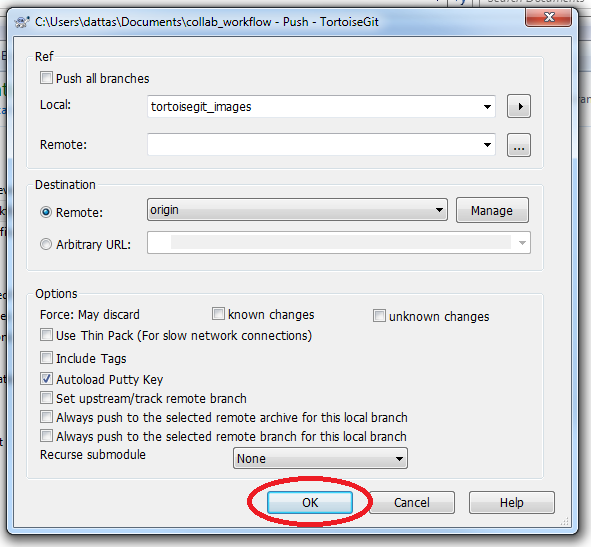 Search Documents
C:\Users\dattas\Documents\collab_workflow - Push - TortoiseGit
Ref
Push all branches
Local: tortoisegit_images
Remote:
...
Destination
Remote: origin Manage
Arbitrary URL:
Options
Force: May discard known changes unknown changes
Use Thin Pack (For slow network connections)
Include Tags
Autoload Putty Key
Set upstream/track remote branch
Always push to the selected remote archive for this local branch
Always push to the selected remote branch for this local branch
Recurse submodule None
OK Cancel Help